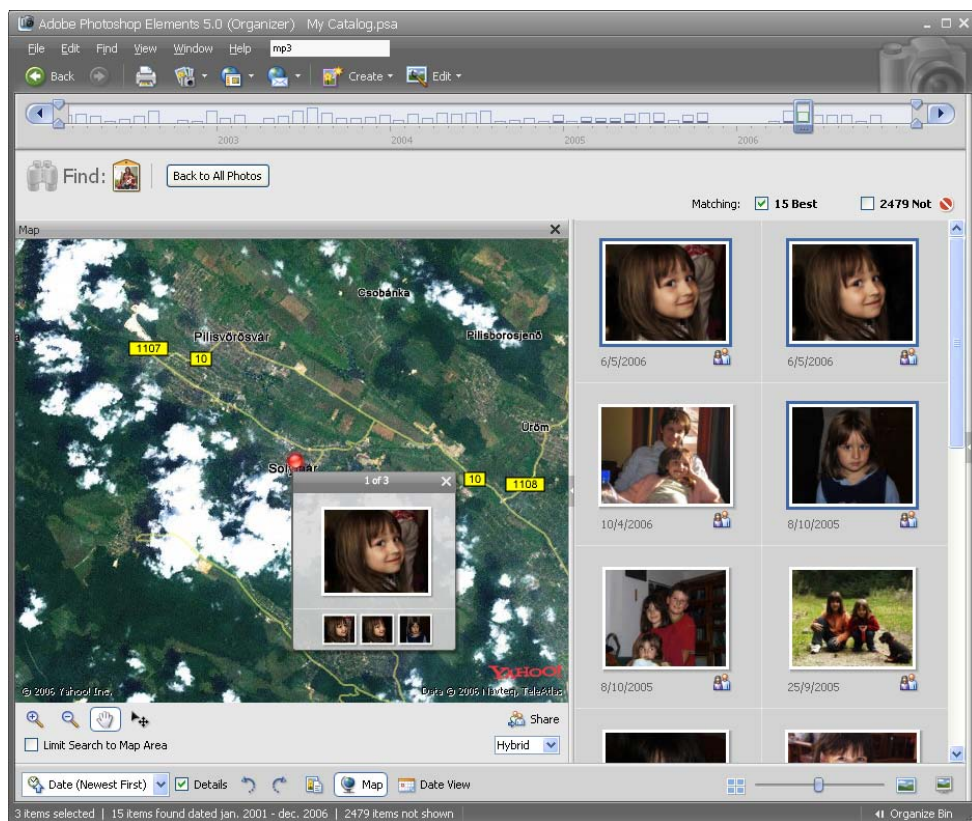 Adobe Photoshop Elements 5.0 (Organizer) My Catalog.psa
File Edit Find View Window Help mp3
Back Create Edit
2003 2004 2005 2006
Find: Back to All Photos
Matching: 15 Best 2479 Not
Map
Csobánka
Pilisvörösvár
Pilisborosjenő
1107
10
Üröm
1 of 3
10
1108
YAHOO!
© 2006 Yahoo! Inc.
Data © 2006 Navteq, TeleAtlas
Share
Limit Search to Map Area
Hybrid
6/5/2006
6/5/2006
10/4/2006
8/10/2005
8/10/2005
25/9/2005
Date (Newest First) Details Map Date View
3 items selected | 15 items found dated jan. 2001 - dec. 2006 | 2479 items not shown
Organize Bin